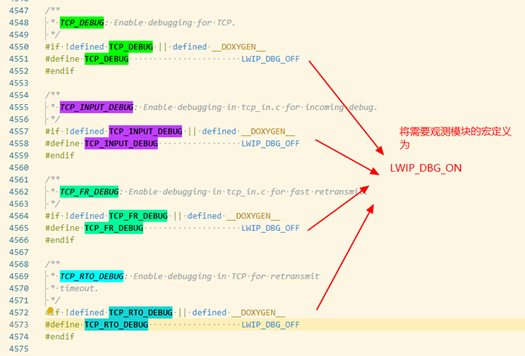 4547 /**
4548 * TCP_DEBUG: Enable debugging for TCP.
4549 */
4550 #if !defined TCP_DEBUG || defined __DOXYGEN__
4551 #define TCP_DEBUG LWIP_DBG_OFF
4552 #endif
4553
4554 /**
4555 * TCP_INPUT_DEBUG: Enable debugging in tcp_in.c for incoming debug.
4556 */
4557 #if !defined TCP_INPUT_DEBUG || defined __DOXYGEN__
4558 #define TCP_INPUT_DEBUG LWIP_DBG_OFF
4559 #endif
将需要观测模块的宏定义
为
LWIP_DBG_ON
4560
4561 /**
4562 * TCP_FR_DEBUG: Enable debugging in tcp_in.c for fast retransmit.
4563 */
4564 #if !defined TCP_FR_DEBUG || defined __DOXYGEN__
4565 #define TCP_FR_DEBUG LWIP_DBG_OFF
4566 #endif
4567
4568 /**
4569 * TCP_RTO_DEBUG: Enable debugging in TCP for retransmit
4570 * timeout.
4571 */
4572 #if !defined TCP_RTO_DEBUG || defined __DOXYGEN__
4573 #define TCP_RTO_DEBUG LWIP_DBG_OFF
4574 #endif
4575